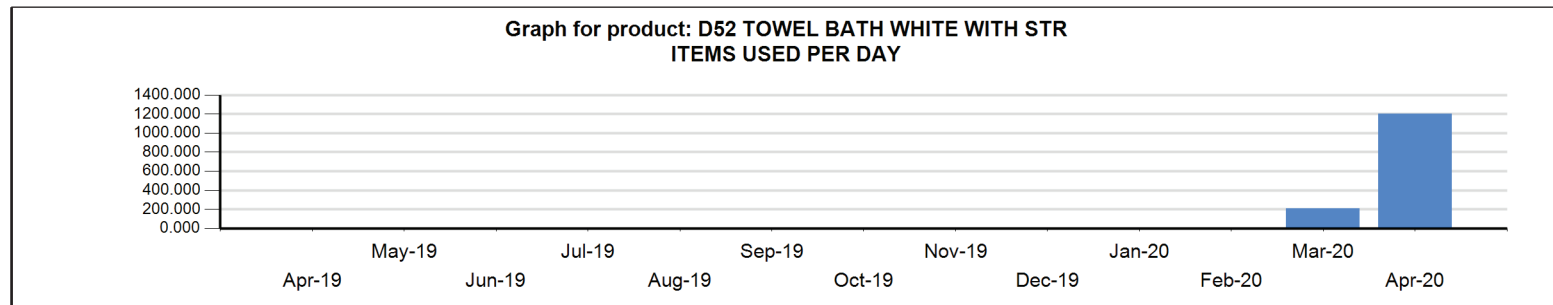 Graph for product: D52 TOWEL BATH WHITE WITH STR
ITEMS USED PER DAY
1400.000
1200.000
1000.000
800.000
600.000
400.000
200.000
0.000
May-19 Jul-19 Sep-19 Nov-19 Jan-20 Mar-20
Apr-19 Jun-19 Aug-19 Oct-19 Dec-19 Feb-20 Apr-20